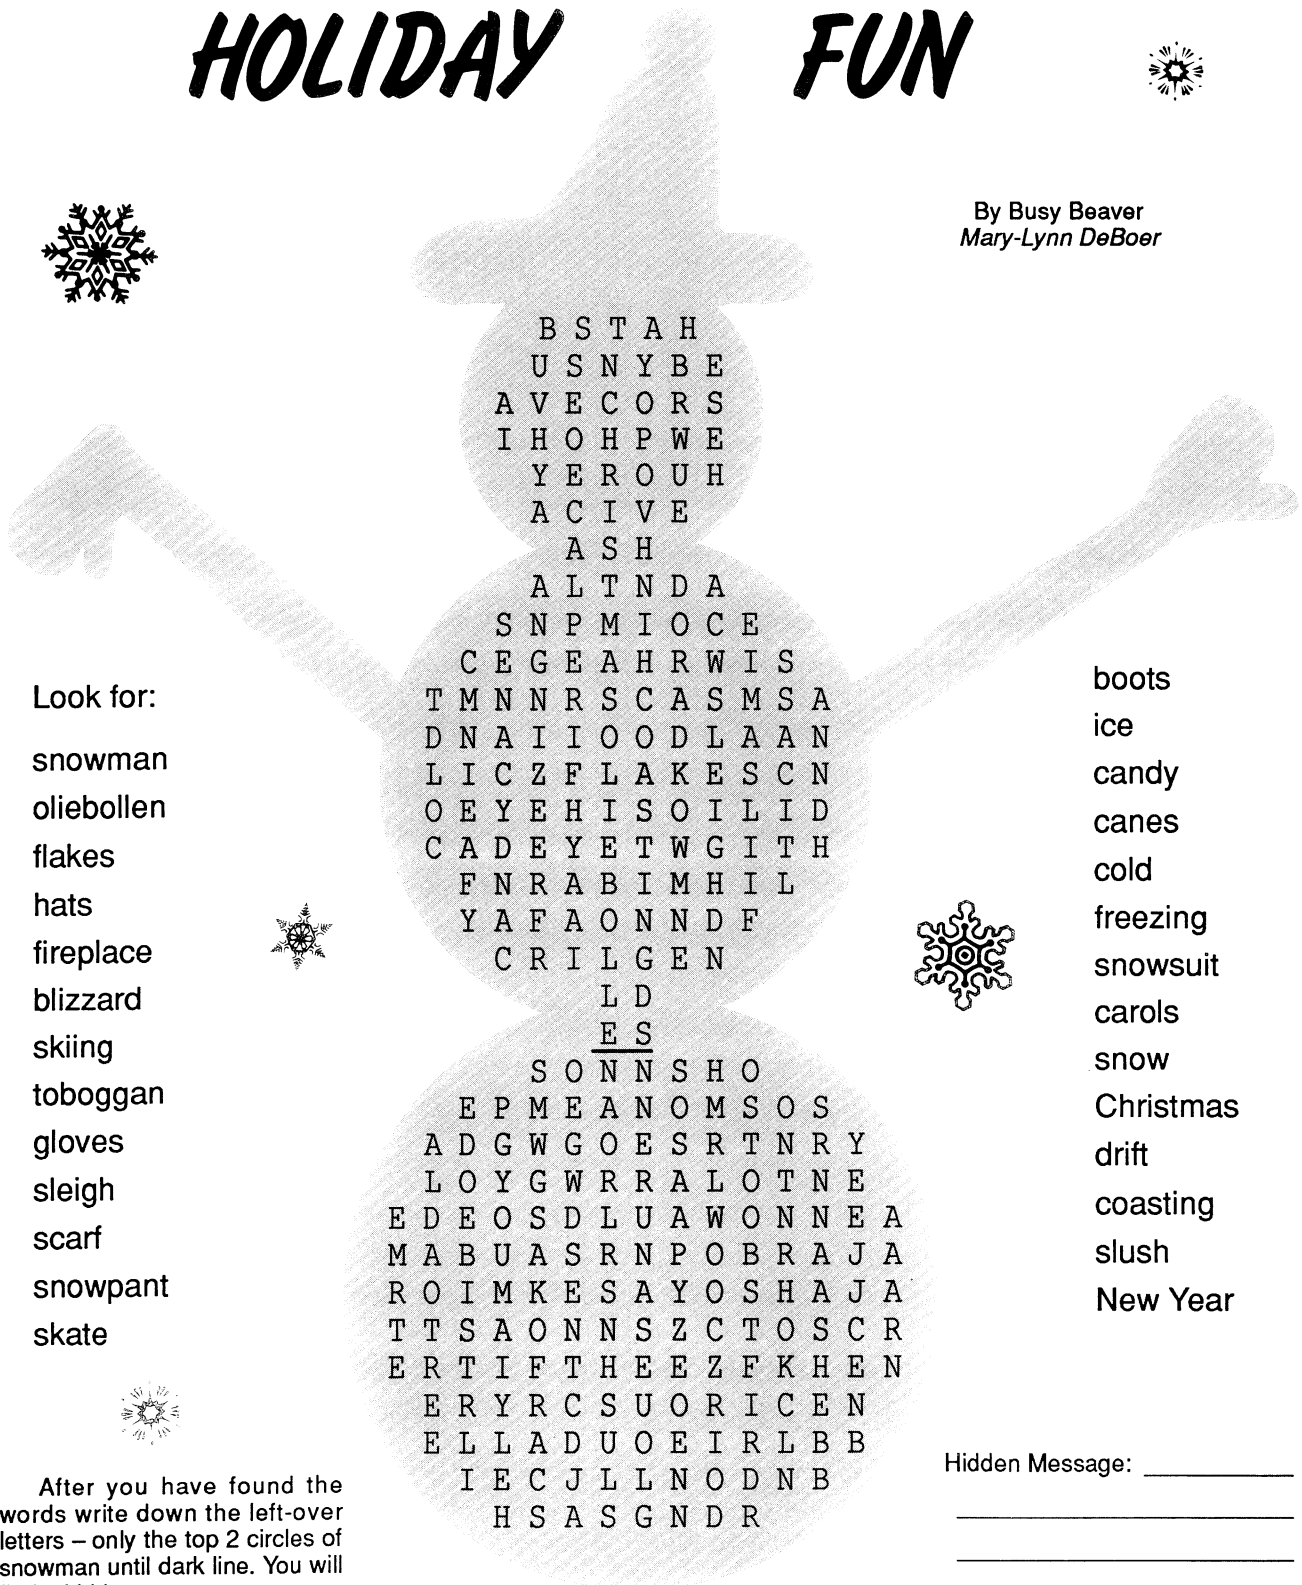 HOLIDAY FUN
By Busy Beaver
Mary-Lynn DeBoer
B S T A H
U S N Y B E
A V E C O R S
I H O H P W E
Y E R O U H
A C I V E
A S H
A L T N D A
S N P M I O C E
C E G E A H R W I S
T M N N R S C A S M S A
D N A I I O O D L A A N
L I C Z F L A K E S C N
O E Y E H I S O I L I D
C A D E Y E T W G I T H
F N R A B I M H I L
Y A F A O N N D F
C R I L G E N
L D
E S
S O N N S H O
E P M E A N O M S O S
A D G W G O E S R T N R Y
L O Y G W R R A L O T N E
E D E O S D L U A W O N N E A
M A B U A S R N P O B R A J A
R O I M K E S A Y O S H A J A
T T S A O N N S Z C T O S C R
E R T I F T H E E Z F K H E N
E R Y R C S U O R I C E N
E L L A D U O E I R L B B
I E C J L L N O D N B
H S A S G N D R
Look for:
snowman
oliebollen
flakes
hats
fireplace
blizzard
skiing
toboggan
gloves
sleigh
scarf
snowpant
skate
boots
ice
candy
canes
cold
freezing
snowsuit
carols
snow
Christmas
drift
coasting
slush
New Year
After you have found the
words write down the left-over
letters – only the top 2 circles of
snowman until dark line. You will
Hidden Message: